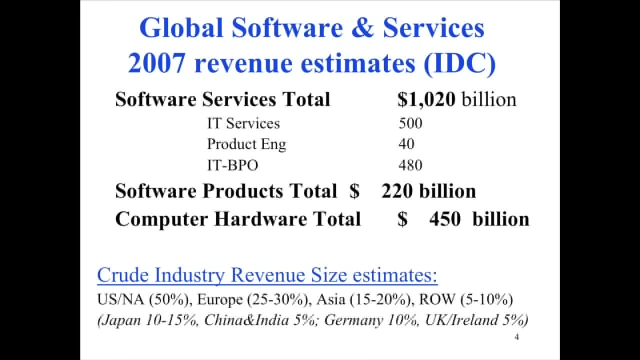 Global Software & Services
2007 revenue estimates (IDC)
Software Services Total $1,020 billion
IT Services 500
Product Eng 40
IT-BPO 480
Software Products Total $ 220 billion
Computer Hardware Total $ 450 billion
Crude Industry Revenue Size estimates:
US/NA (50%), Europe (25-30%), Asia (15-20%), ROW (5-10%)
(Japan 10-15%, China&India 5%; Germany 10%, UK/Ireland 5%)
4